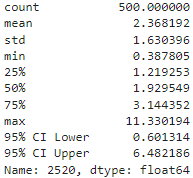 count 500.000000
mean 2.368192
std 1.630396
min 0.387805
25% 1.219253
50% 1.929549
75% 3.144352
max 11.330194
95% CI Lower 0.601314
95% CI Upper 6.482186
Name: 2520, dtype: float64